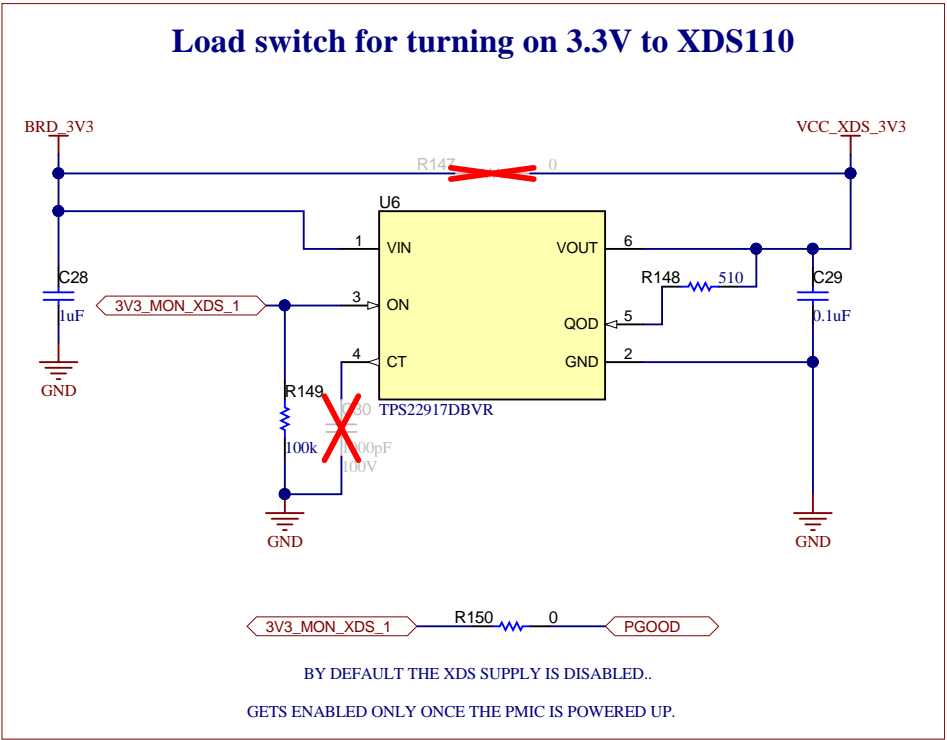 Load switch for turning on 3.3V to XDS110
BRD_3V3
VCC_XDS_3V3
R147 0
U6
1 VIN
VOUT 6
C28
1uF
R148 510
C29
0.1uF
3V3_MON_XDS_1
3 ON
QOD 5
4 CT
GND 2
GND
R149
100k
C30
1000pF
100V
TPS22917DBVR
GND
GND
3V3_MON_XDS_1 R150 0 PGOOD
BY DEFAULT THE XDS SUPPLY IS DISABLED..
GETS ENABLED ONLY ONCE THE PMIC IS POWERED UP.